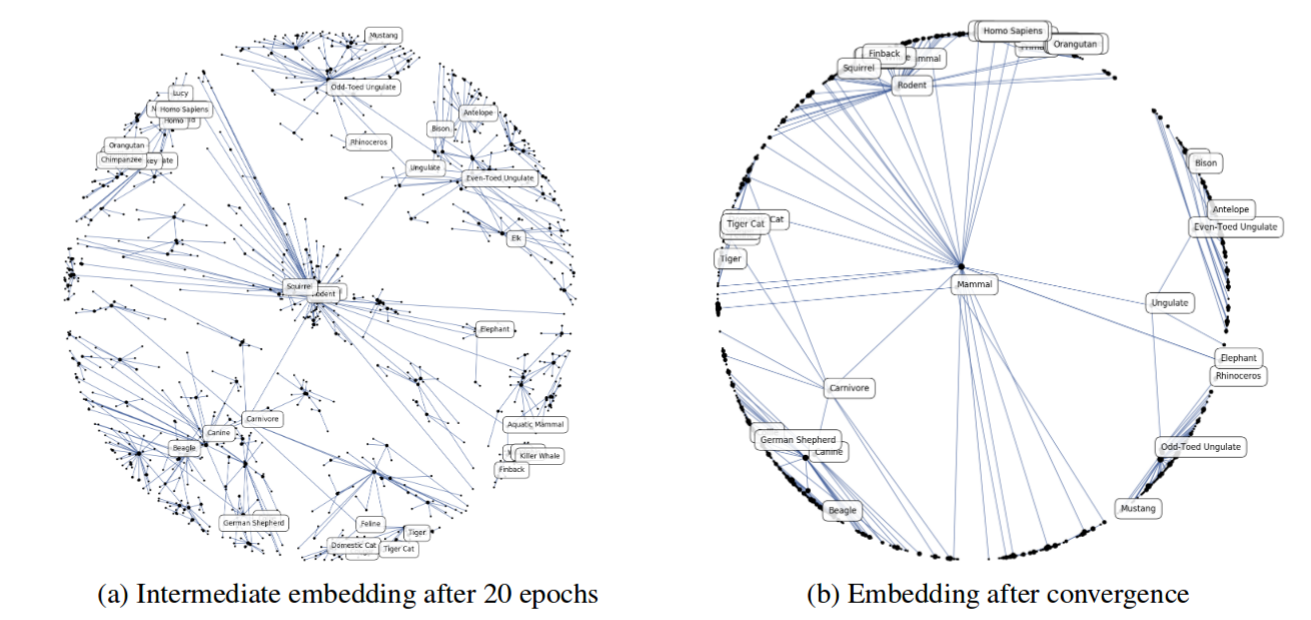 Mustang
Odd-Toed Ungulate
Lucy
Homo Sapiens
Homo
Antelope
Bison
Rhinoceros
Orangutan
Chimpanzee
Ungulate
Even-Toed Ungulate
Elk
Squirrel
Elephant
Carnivore
Canine
Beagle
Aquatic Mammal
Killer Whale
Finback
German Shepherd
Feline
Tiger
Domestic Cat
Tiger Cat
(a) Intermediate embedding after 20 epochs
Homo Sapiens
Orangutan
Finback
Squirrel
Rodent
Bison
Antelope
Even-Toed Ungulate
Tiger Cat
Cat
Tiger
Mammal
Ungulate
Elephant
Rhinoceros
Carnivore
German Shepherd
Canine
Odd-Toed Ungulate
Beagle
Mustang
(b) Embedding after convergence